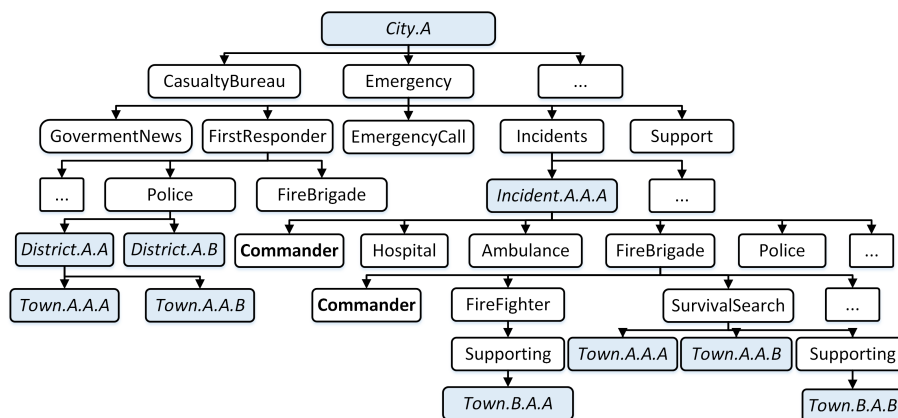 City.A
CasualtyBureau Emergency ...
GovermentNews FirstResponder EmergencyCall Incidents Support
... Police FireBrigade Incident.A.A.A ...
District.A.A District.A.B Commander Hospital Ambulance FireBrigade Police ...
Town.A.A.A Town.A.A.B Commander FireFighter SurvivalSearch ...
Supporting Town.A.A.A Town.A.A.B Supporting
Town.B.A.A Town.B.A.B